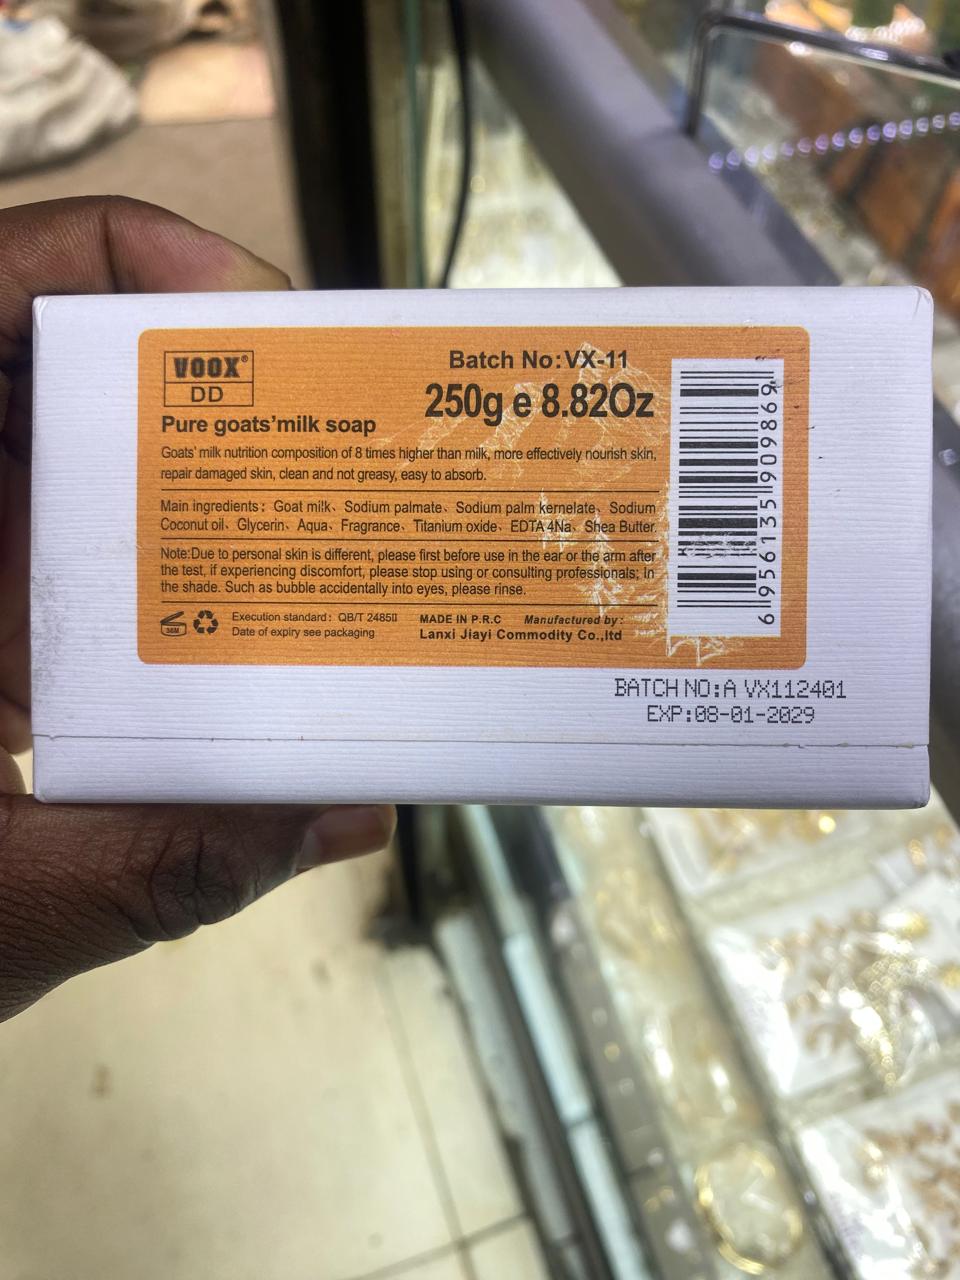 VOOX®
DD
Batch No:VX-11
250g e 8.82Oz
Pure goats'milk soap
Goats' milk nutrition composition of 8 times higher than milk, more effectively nourish skin,
repair damaged skin, clean and not greasy, easy to absorb.
Main ingredients: Goat milk、Sodium palmate、Sodium palm kernelate、Sodium
Coconut oil、Glycerin、Aqua、Fragrance、Titanium oxide、EDTA 4Na、Shea Butter.
Note:Due to personal skin is different, please first before use in the ear or the arm after
the test, if experiencing discomfort, please stop using or consulting professionals; In
the shade. Such as bubble accidentally into eyes, please rinse.
36M
Execution standard: QB/T 2485II
Date of expiry see packaging
MADE IN P.R.C Manufactured by:
Lanxi Jiayi Commodity Co.,ltd
6956135909869
BATCH NO:A VX112401
EXP:08-01-2029